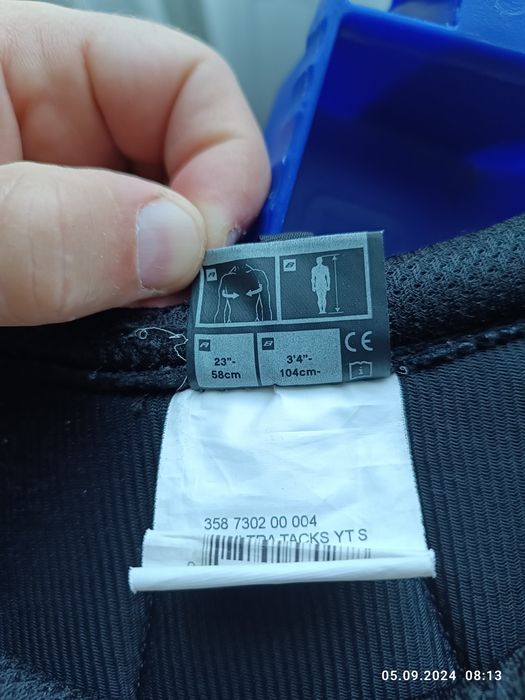 23"-
58cm
3'4"-
104cm-
CE
358 7302 00 004
TACKS YT S
05.09.2024 08:13